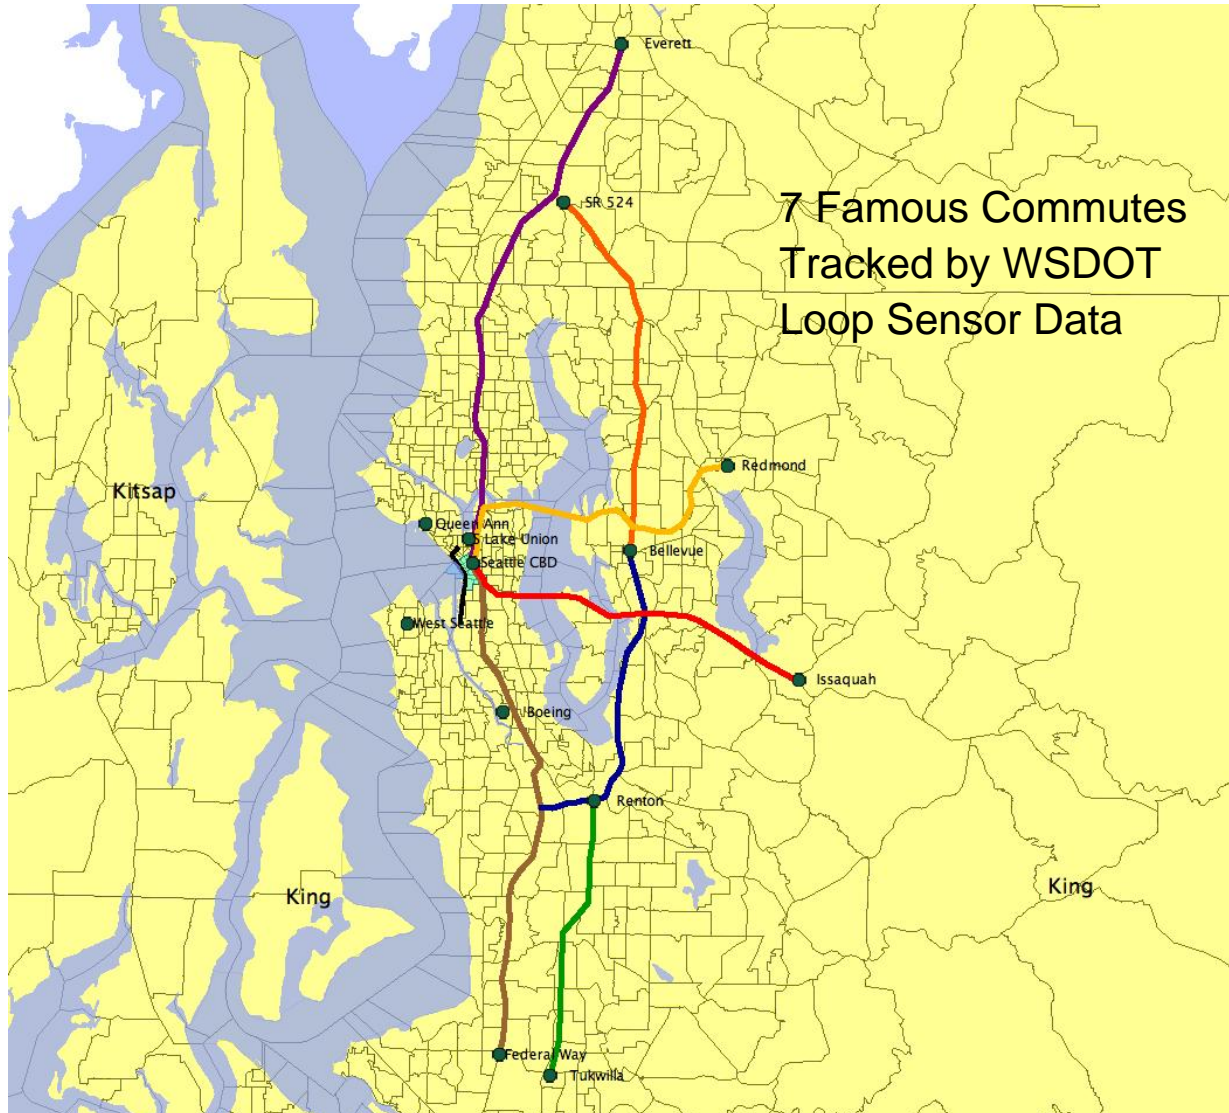 Everett
SR 524
7 Famous Commutes
Tracked by WSDOT
Loop Sensor Data
Redmond
Kitsap
Queen Ann
S Lake Union
Bellevue
Seattle CBD
West Seattle
Issaquah
Boeing
Renton
King
King
Federal Way
Tukwilla